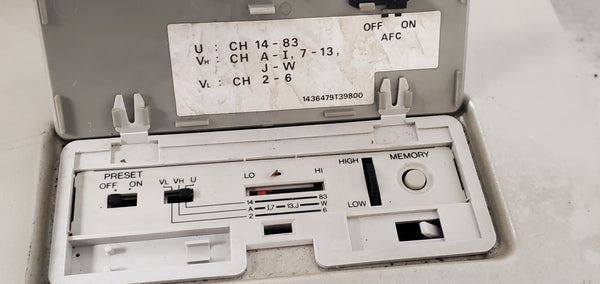 OFF ON
AFC
U : CH 14-83
VH : CH A-I, 7-13,
J-W
VL : CH 2-6
1436479T39800
PRESET
OFF ON
VL VH U
LO HI
HIGH
MEMORY
LOW
14 83
A I,7 13,J W
2 6